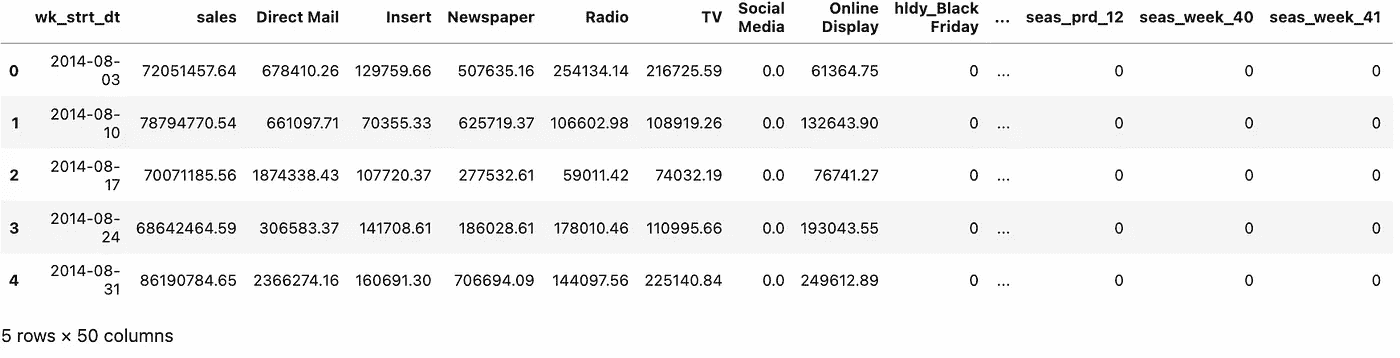 wk_strt_dt sales Direct Mail Insert Newspaper Radio TV Social Media Online Display hldy_Black Friday ... seas_prd_12 seas_week_40 seas_week_41
0 2014-08-03 72051457.64 678410.26 129759.66 507635.16 254134.14 216725.59 0.0 61364.75 0 ... 0 0 0
1 2014-08-10 78794770.54 661097.71 70355.33 625719.37 106602.98 108919.26 0.0 132643.90 0 ... 0 0 0
2 2014-08-17 70071185.56 1874338.43 107720.37 277532.61 59011.42 74032.19 0.0 76741.27 0 ... 0 0 0
3 2014-08-24 68642464.59 306583.37 141708.61 186028.61 178010.46 110995.66 0.0 193043.55 0 ... 0 0 0
4 2014-08-31 86190784.65 2366274.16 160691.30 706694.09 144097.56 225140.84 0.0 249612.89 0 ... 0 0 0
5 rows × 50 columns